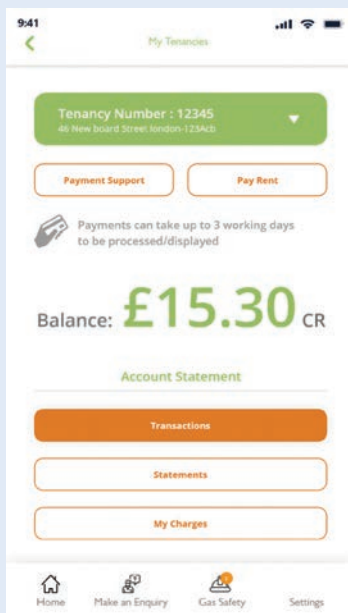 9:41
My Tenancies
Tenancy Number : 12345
46 New board Street london-123Acb
Payment Support
Pay Rent
Payments can take up to 3 working days
to be processed/displayed
Balance: £15.30 CR
Account Statement
Transactions
Statements
My Charges
Home
Make an Enquiry
Gas Safety
Settings